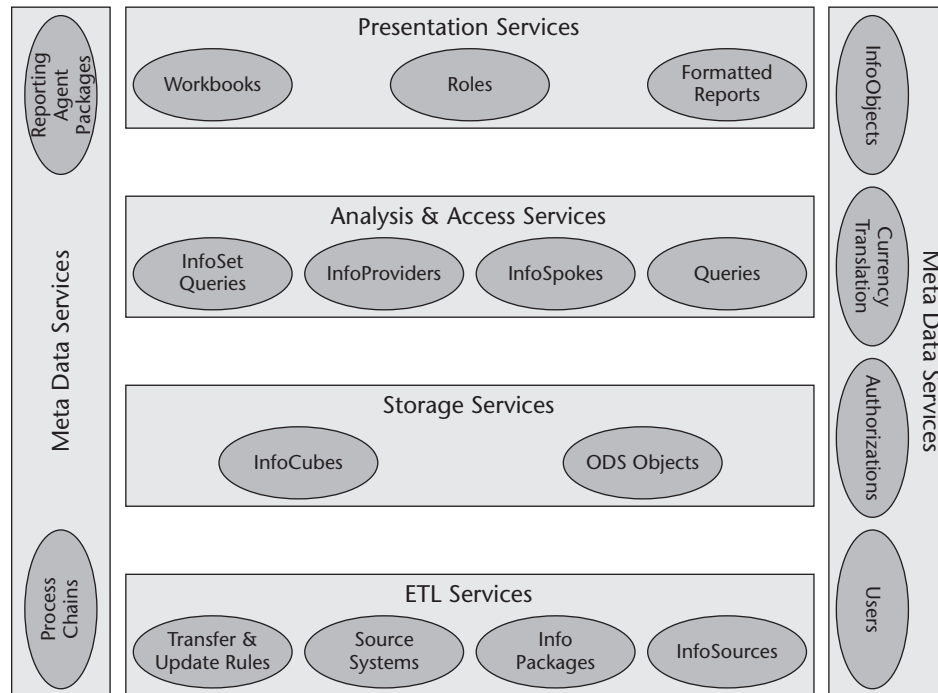 Reporting
Agent
Packages
Meta Data Services
Process
Chains
Presentation Services
Workbooks
Roles
Formatted
Reports
Analysis & Access Services
InfoSet
Queries
InfoProviders
InfoSpokes
Queries
Storage Services
InfoCubes
ODS Objects
ETL Services
Transfer &
Update Rules
Source
Systems
Info
Packages
InfoSources
InfoObjects
Currency
Translation
Authorizations
Users
Meta Data Services